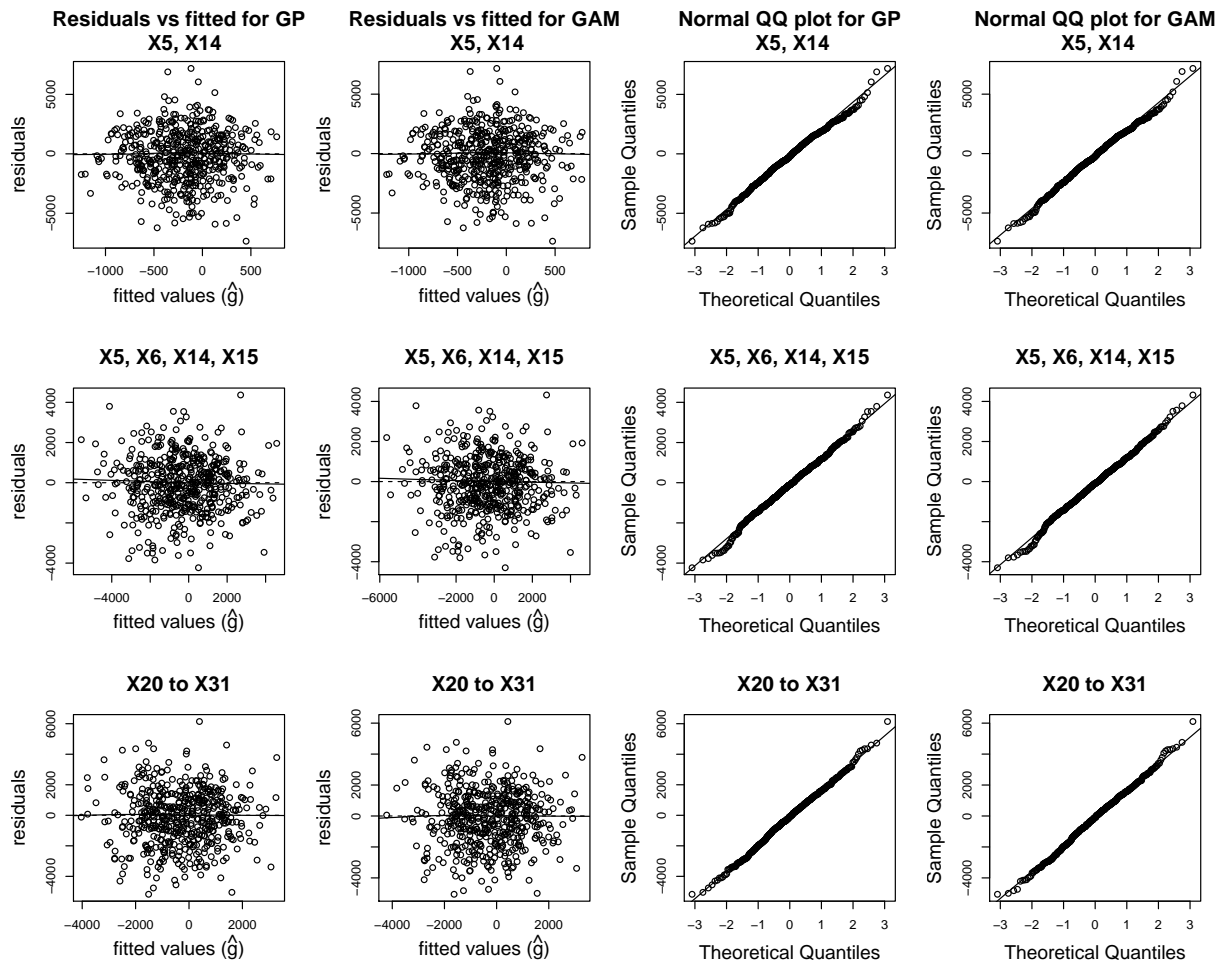 Residuals vs fitted for GP
X5, X14
5000
0
−5000
residuals
−1000
−500
0
500
fitted values (ĝ)
Residuals vs fitted for GAM
X5, X14
5000
0
−5000
residuals
−1000
−500
0
500
fitted values (ĝ)
Normal QQ plot for GP
X5, X14
5000
0
−5000
Sample Quantiles
−3 −2 −1 0 1 2 3
Theoretical Quantiles
Normal QQ plot for GAM
X5, X14
5000
0
−5000
Sample Quantiles
−3 −2 −1 0 1 2 3
Theoretical Quantiles
X5, X6, X14, X15
4000
2000
0
−4000
residuals
−4000
0
2000
fitted values (ĝ)
X5, X6, X14, X15
4000
2000
0
−4000
residuals
−6000
−2000
0
2000
fitted values (ĝ)
X5, X6, X14, X15
4000
2000
0
−4000
Sample Quantiles
−3 −2 −1 0 1 2 3
Theoretical Quantiles
X5, X6, X14, X15
4000
2000
0
−4000
Sample Quantiles
−3 −2 −1 0 1 2 3
Theoretical Quantiles
X20 to X31
6000
2000
0
−4000
residuals
−4000
−2000
0
2000
fitted values (ĝ)
X20 to X31
6000
2000
0
−4000
residuals
−4000
−2000
0
2000
fitted values (ĝ)
X20 to X31
6000
2000
0
−4000
Sample Quantiles
−3 −2 −1 0 1 2 3
Theoretical Quantiles
X20 to X31
6000
2000
0
−4000
Sample Quantiles
−3 −2 −1 0 1 2 3
Theoretical Quantiles